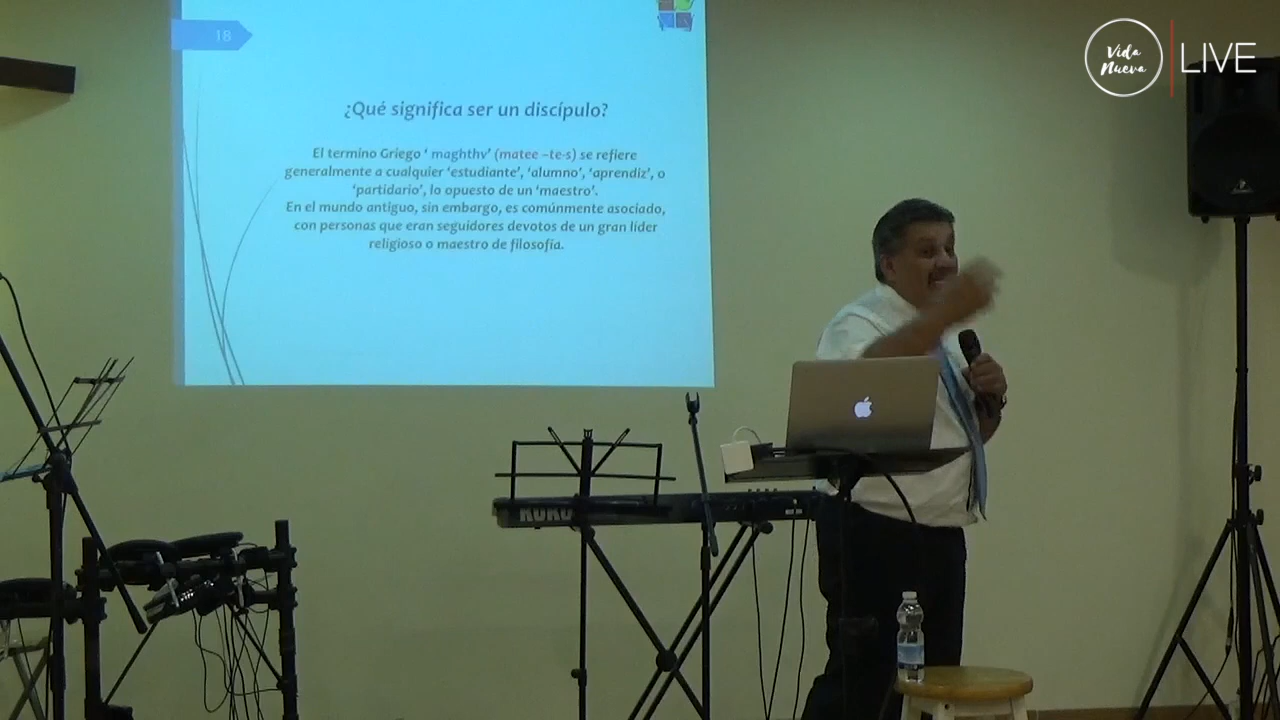 18
¿Qué significa ser un discípulo?
El termino Griego ‘ maghthv’ (matee –te-s) se refiere
generalmente a cualquier ‘estudiante’, ‘alumno’, ‘aprendiz’, o
‘partidario’, lo opuesto de un ‘maestro’.
En el mundo antiguo, sin embargo, es comúnmente asociado,
con personas que eran seguidores devotos de un gran líder
religioso o maestro de filosofía.
Vida
Nueva
LIVE
KORG